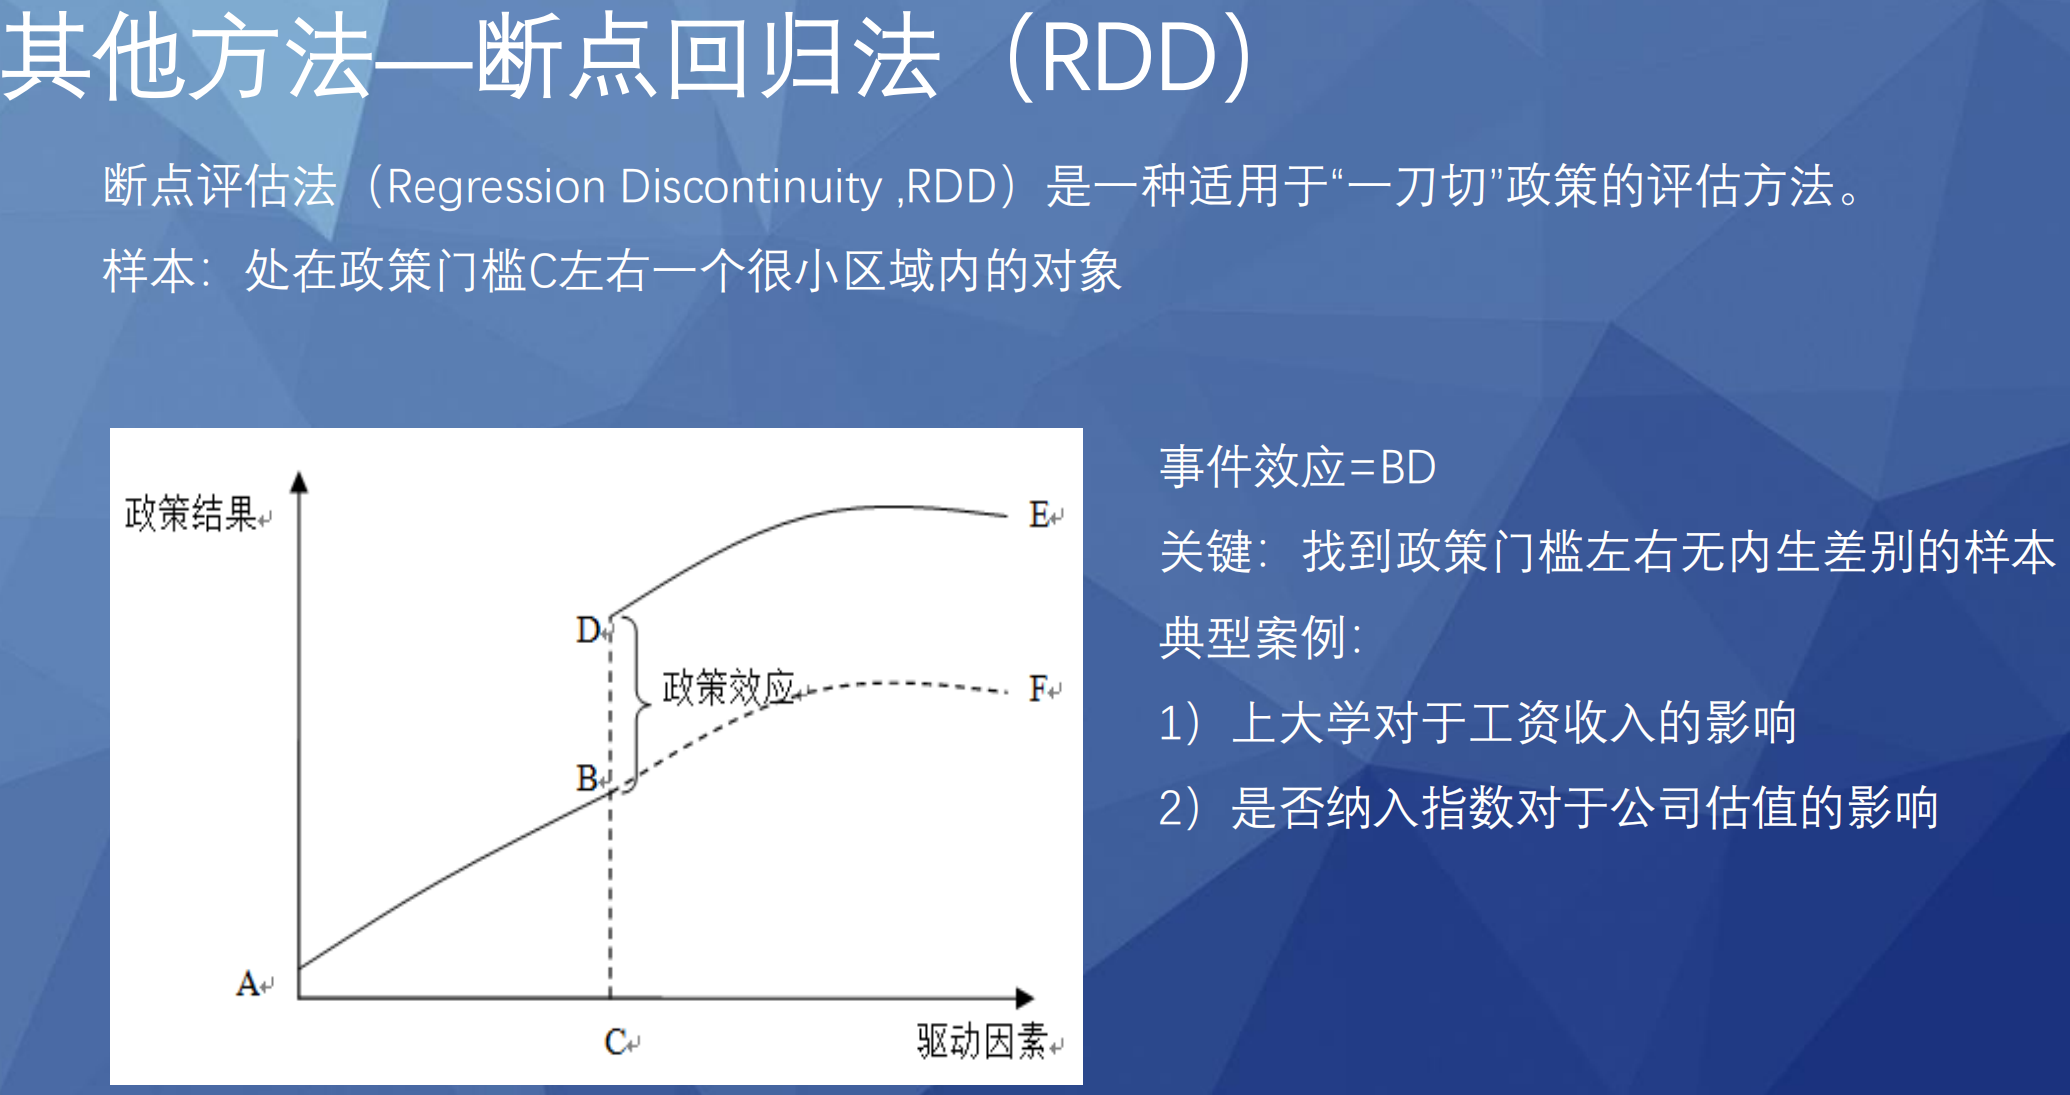 其他方法—断点回归法（RDD）
断点评估法（Regression Discontinuity ,RDD）是一种适用于“一刀切”政策的评估方法。
样本：处在政策门槛C左右一个很小区域内的对象
政策结果
E
D
政策效应
F
B
A
C
驱动因素
事件效应=BD
关键：找到政策门槛左右无内生差别的样本
典型案例：
1）上大学对于工资收入的影响
2）是否纳入指数对于公司估值的影响